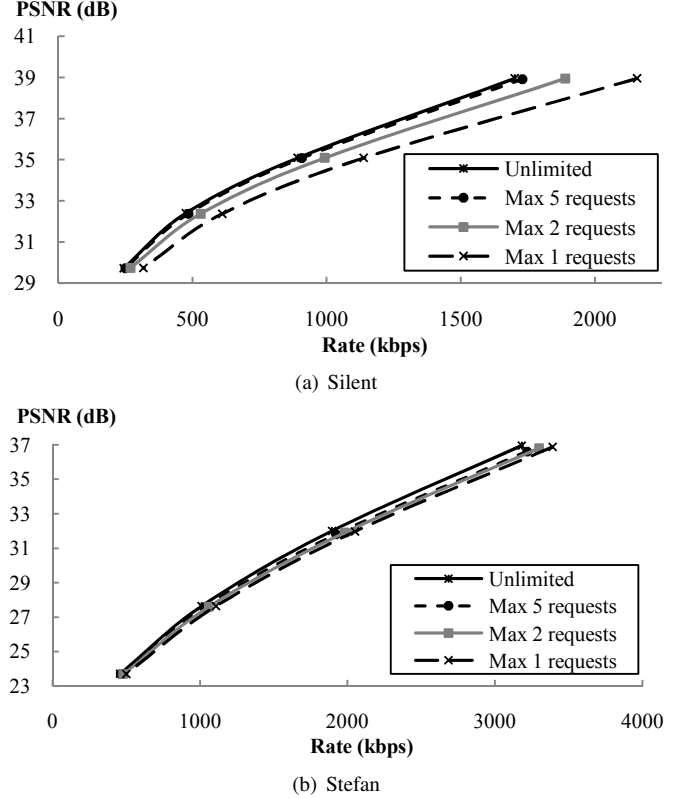 PSNR (dB)
41
39
37
35
33
31
29
0
500
1000
1500
2000
Rate (kbps)
Unlimited
Max 5 requests
Max 2 requests
Max 1 requests
(a) Silent
PSNR (dB)
37
35
33
31
29
27
25
23
0
1000
2000
3000
4000
Rate (kbps)
Unlimited
Max 5 requests
Max 2 requests
Max 1 requests
(b) Stefan